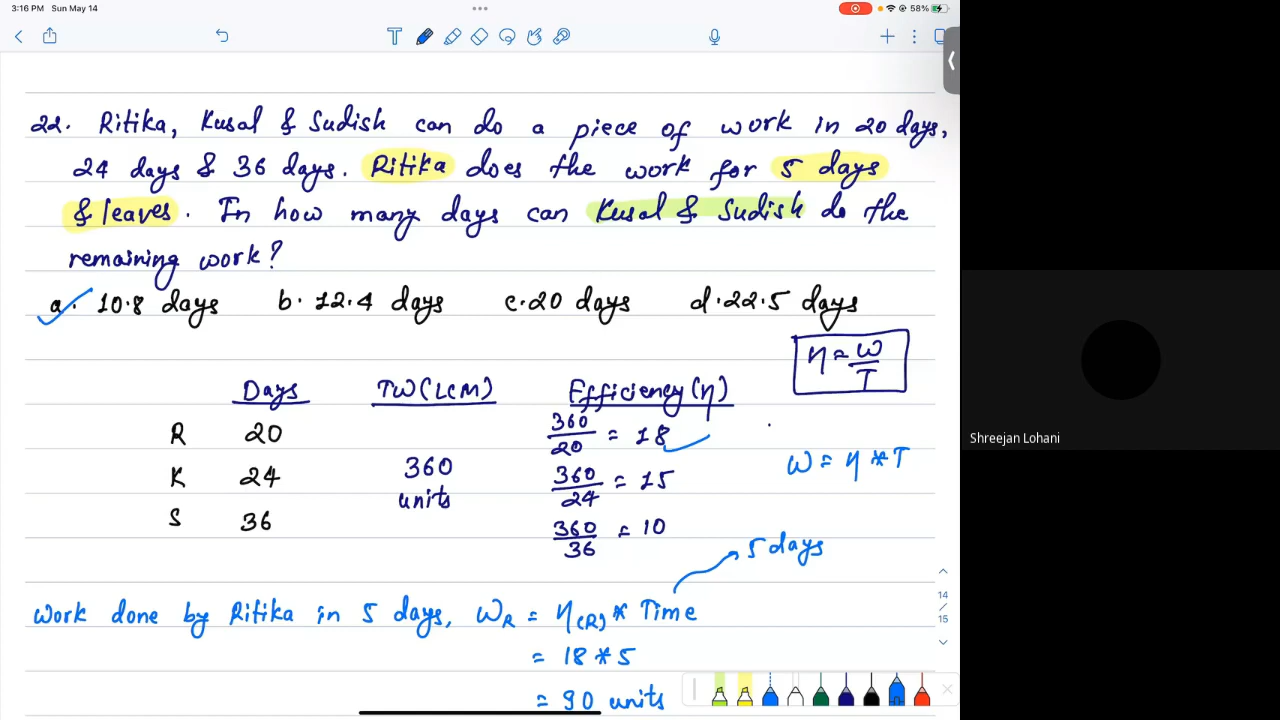 3:16 PM Sun May 14
58%
22. Ritika, Kusal & Sudish can do a piece of work in 20 days,
24 days & 36 days. Ritika does the work for 5 days
& leaves. In how many days can Kusal & Sudish do the
remaining work?
a. 10.8 days b. 12.4 days c. 20 days d. 22.5 days
η = W/T
Days TW(LCM) Efficiency(η)
R 20 360/20 = 18
W = η * T
K 24 360 units 360/24 = 15
S 36 360/36 = 10
5 days
Work done by Ritika in 5 days, WR = η(R) * Time
= 18 * 5
= 90 units
14
/
15
Shreejan Lohani